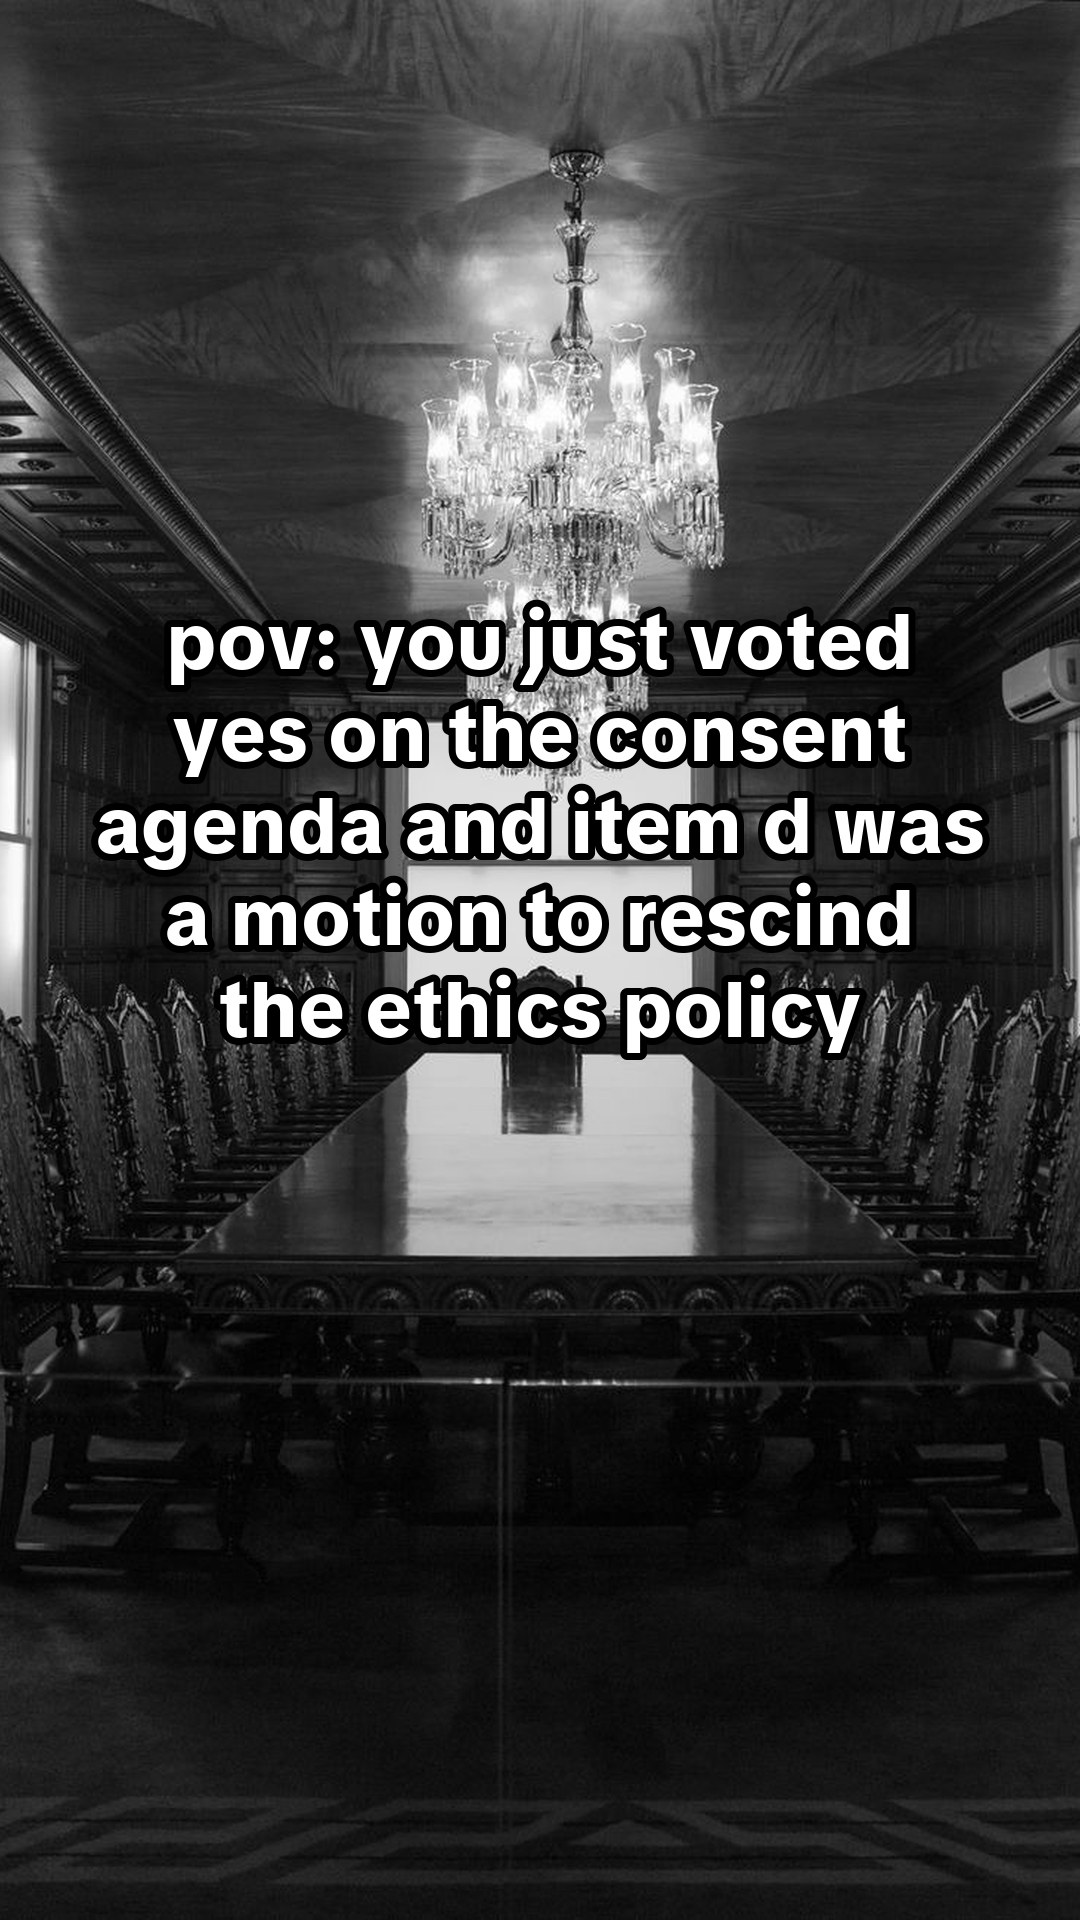 pov: you just voted
yes on the consent
agenda and item d was
a motion to rescind
the ethics policy